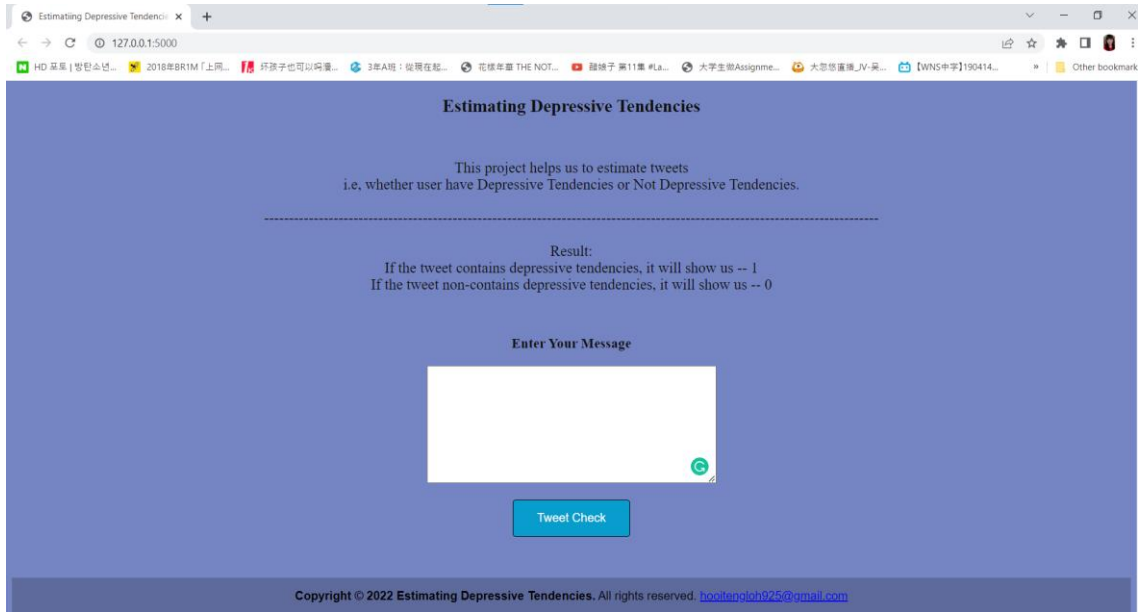 Estimatiing Depressive Tendenci
127.0.0.1:5000
HD 포토 | 방탄소년... 2018年BR1M「上网... 坏孩子也可以吗漫... 3年A班：從現在起... 花樣年華 THE NOT... 醋娘子 第11集 #La... 大学生做Assignme... 大忽悠直播_JV-吴... 【WNS中字】190414... » Other bookmark
Estimating Depressive Tendencies
This project helps us to estimate tweets
i.e, whether user have Depressive Tendencies or Not Depressive Tendencies.
Result:
If the tweet contains depressive tendencies, it will show us -- 1
If the tweet non-contains depressive tendencies, it will show us -- 0
Enter Your Message
Tweet Check
Copyright © 2022 Estimating Depressive Tendencies. All rights reserved. hooitengloh925@gmail.com